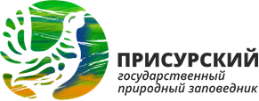 ПРИСУРСКИЙ
государственный
природный заповедник